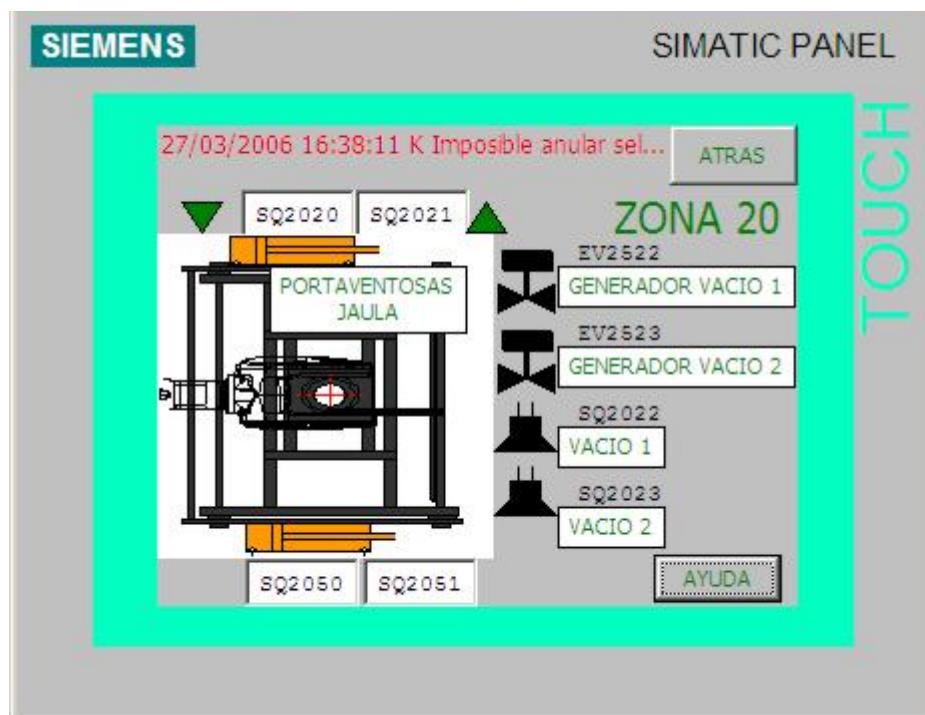 SIEMENS
SIMATIC PANEL
TOUCH
27/03/2006 16:38:11 K Imposible anular sel...
ATRAS
SQ2020
SQ2021
ZONA 20
EV2522
GENERADOR VACIO 1
PORTAVENTOSAS
JAULA
EV2523
GENERADOR VACIO 2
SQ2022
VACIO 1
SQ2023
VACIO 2
SQ2050
SQ2051
AYUDA